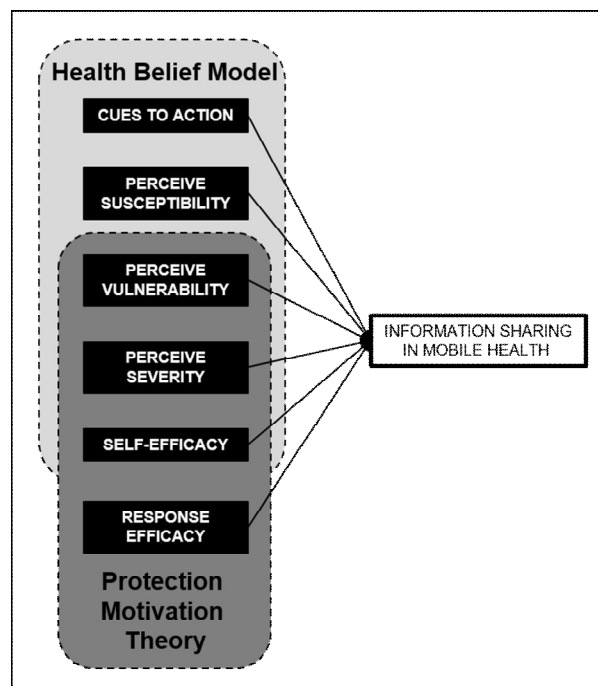 Health Belief Model
CUES TO ACTION
PERCEIVE
SUSCEPTIBILITY
PERCEIVE
VULNERABILITY
PERCEIVE
SEVERITY
SELF-EFFICACY
RESPONSE
EFFICACY
Protection
Motivation
Theory
INFORMATION SHARING
IN MOBILE HEALTH